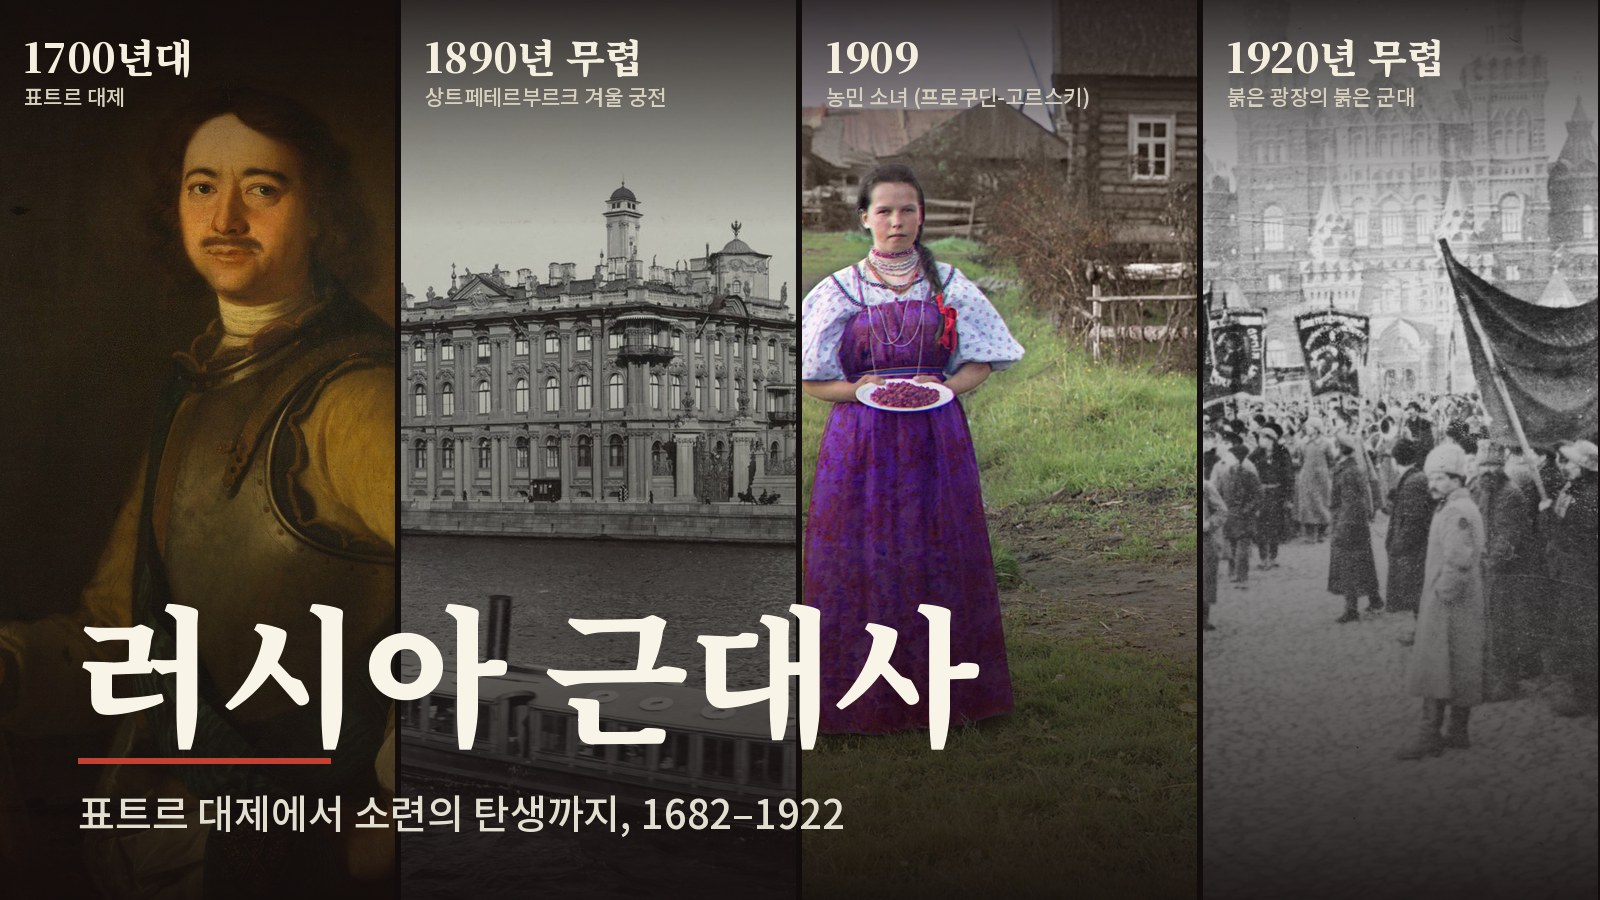 1700년대
표트르 대제
1890년 무렵
상트페테르부르크 겨울 궁전
1909
농민 소녀 (프로쿠딘-고르스키)
1920년 무렵
붉은 광장의 붉은 군대
러시아 근대사
표트르 대제에서 소련의 탄생까지, 1682–1922